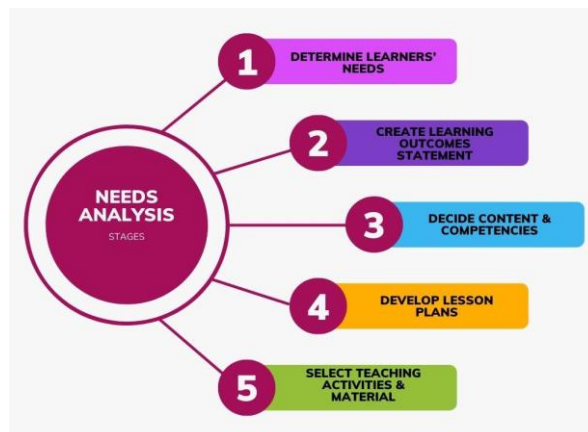 NEEDS
ANALYSIS
STAGES
1
DETERMINE LEARNERS'
NEEDS
2
CREATE LEARNING
OUTCOMES
STATEMENT
3
DECIDE CONTENT &
COMPETENCIES
4
DEVELOP LESSON
PLANS
5
SELECT TEACHING
ACTIVITIES &
MATERIAL